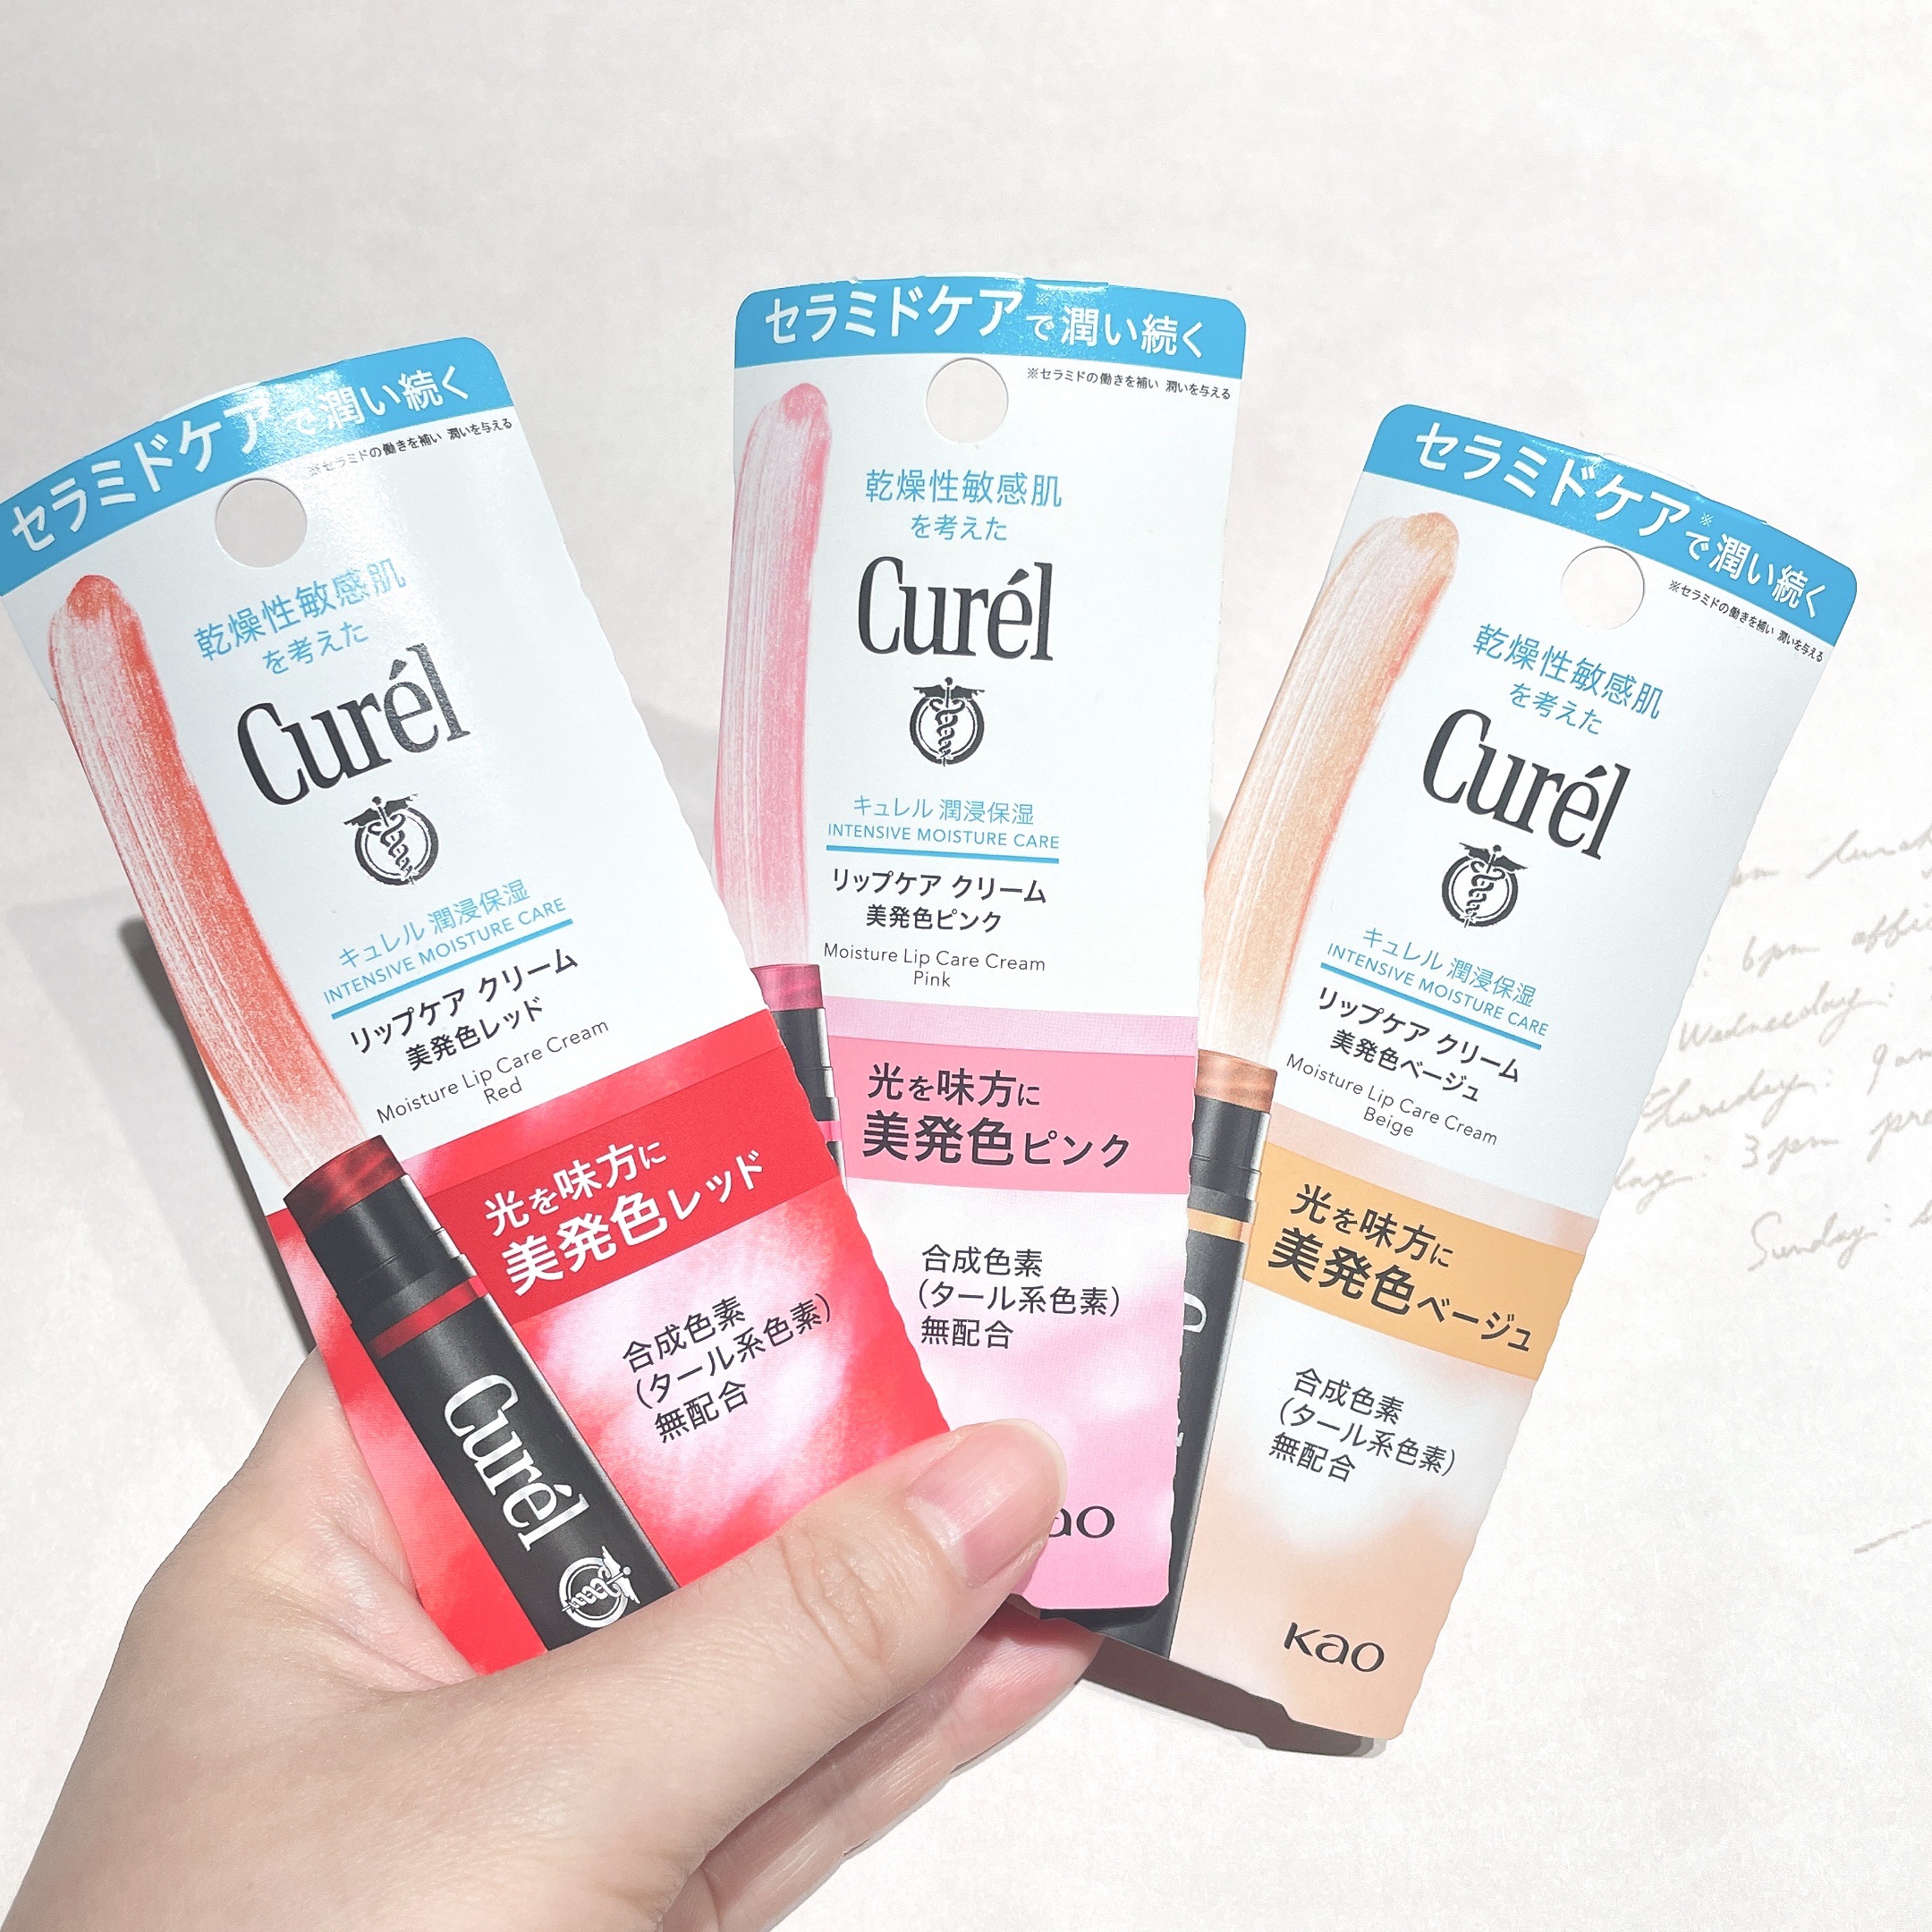 セラミドケアで潤い続く
※セラミドの働きを補い 潤いを与える
乾燥性敏感肌
を考えた
Curél
キュレル 潤浸保湿
INTENSIVE MOISTURE CARE
リップケア クリーム
美発色レッド
Moisture Lip Care Cream
Red
光を味方に
美発色レッド
合成色素
(タール系色素)
無配合
Curél
セラミドケア※で潤い続く
※セラミドの働きを補い 潤いを与える
乾燥性敏感肌
を考えた
Curél
キュレル 潤浸保湿
INTENSIVE MOISTURE CARE
リップケア クリーム
美発色ピンク
Moisture Lip Care Cream
Pink
光を味方に
美発色ピンク
合成色素
(タール系色素)
無配合
セラミドケア※で潤い続く
※セラミドの働きを補い 潤いを与える
乾燥性敏感肌
を考えた
Curél
キュレル 潤浸保湿
INTENSIVE MOISTURE CARE
リップケア クリーム
美発色ベージュ
Moisture Lip Care Cream
Beige
光を味方に
美発色ベージュ
合成色素
(タール系色素)
無配合
Kao
: 6pm
Wednesday:
Thursday: 9am
: 3pm
Sunday: